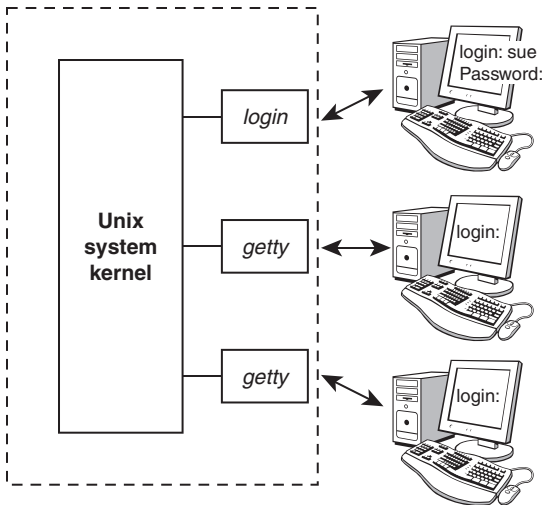 login: sue
Password:
login
Unix
system
kernel
getty
login:
getty
login: